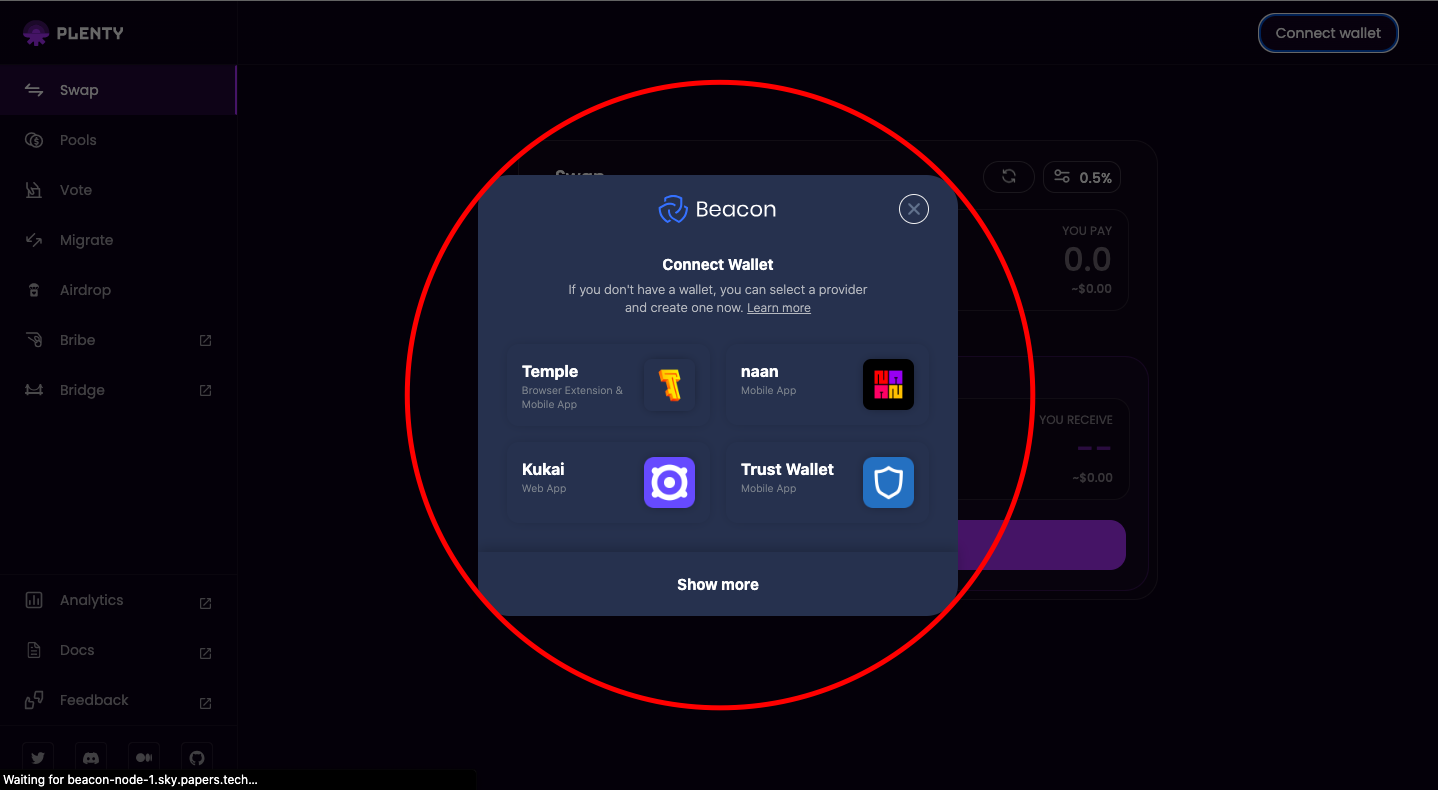 PLENTY
Connect wallet
Swap
Pools
Vote
Migrate
Airdrop
Bribe
Bridge
Analytics
Docs
Feedback
Swap
0.5%
YOU PAY
0.0
~$0.00
YOU RECEIVE
~$0.00
Beacon
Connect Wallet
If you don't have a wallet, you can select a provider
and create one now. Learn more
Temple
Browser Extension &
Mobile App
naan
Mobile App
Kukai
Web App
Trust Wallet
Mobile App
Show more
Waiting for beacon-node-1.sky.papers.tech...